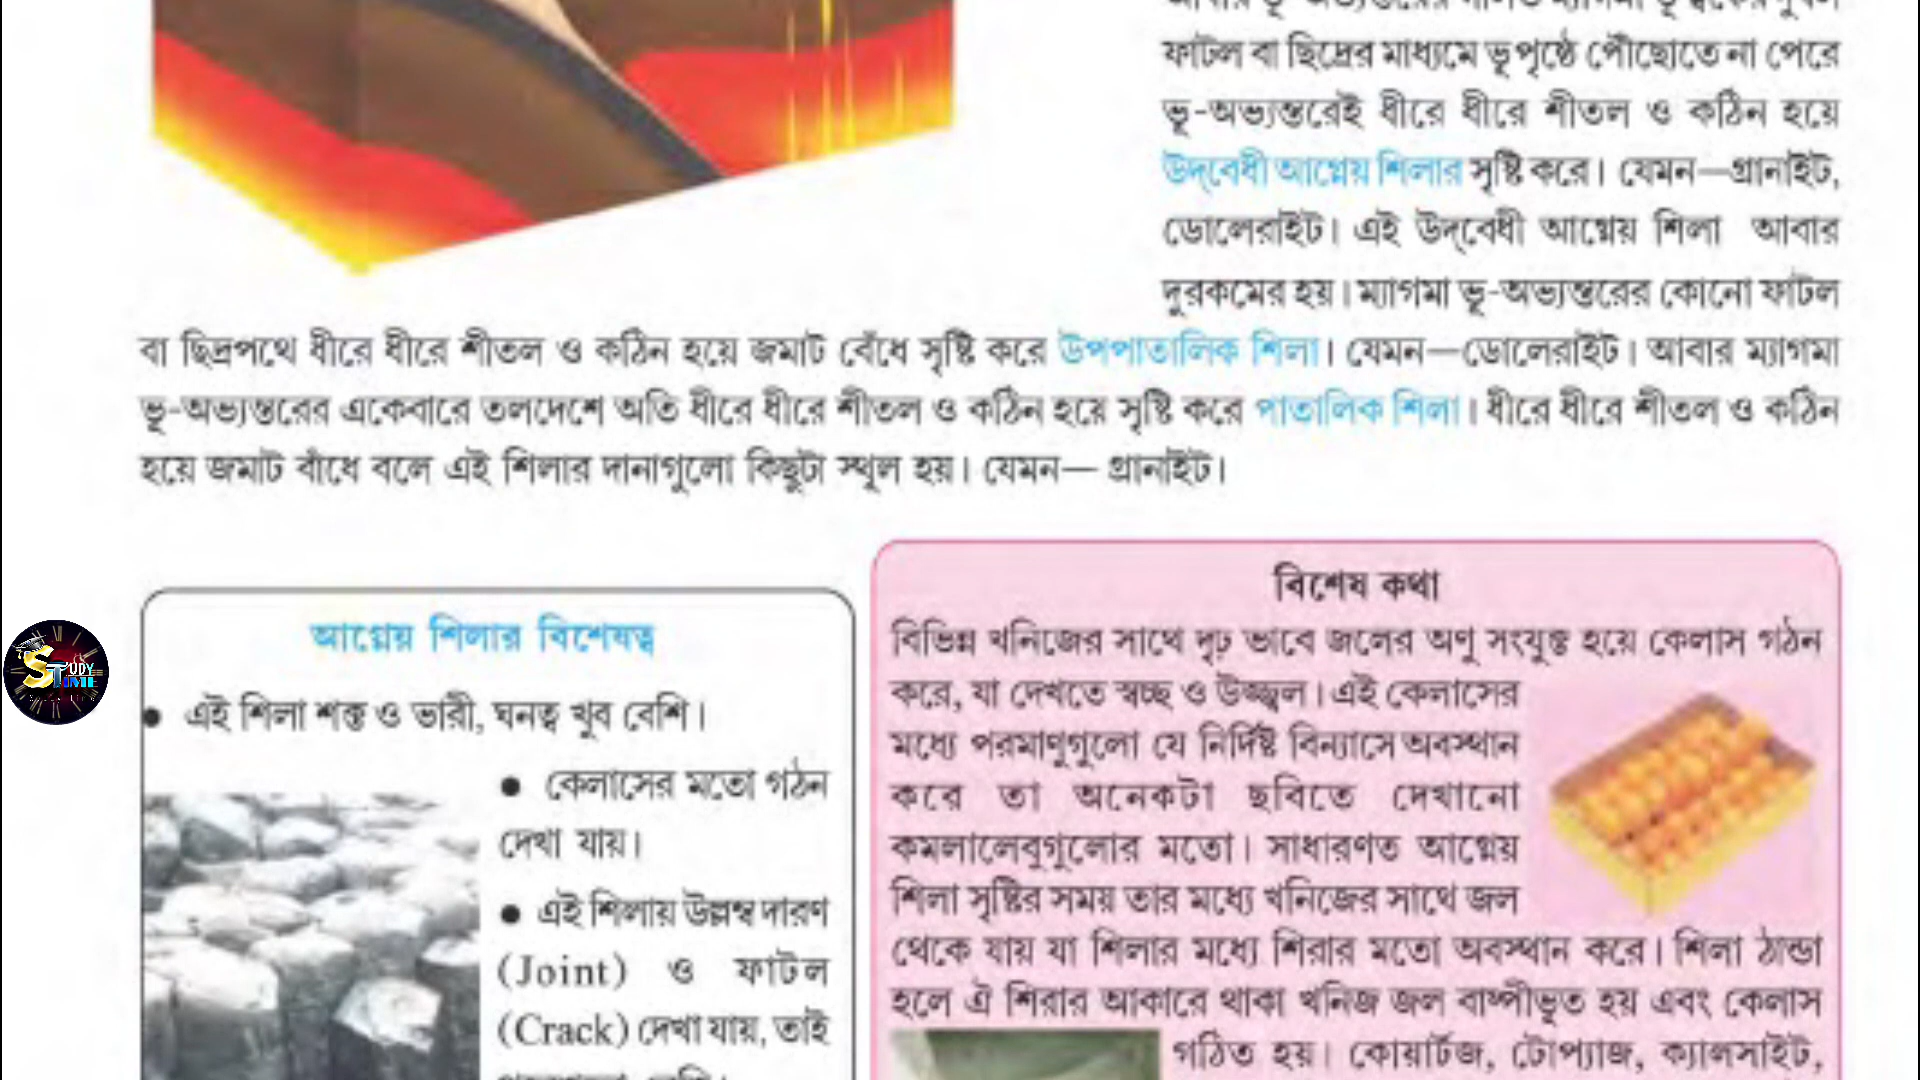 ফাটল বা ছিদ্রের মাধ্যমে ভূপৃষ্ঠে পৌঁছোতে না পেরে
ভূ-অভ্যন্তরেই ধীরে ধীরে শীতল ও কঠিন হয়ে
উদ্‌বেধী আগ্নেয় শিলার সৃষ্টি করে। যেমন—গ্রানাইট,
ডোলেরাইট। এই উদ্‌বেধী আগ্নেয় শিলা আবার
দুরকমের হয়। ম্যাগমা ভূ-অভ্যন্তরের কোনো ফাটল
বা ছিদ্রপথে ধীরে ধীরে শীতল ও কঠিন হয়ে জমাট বেঁধে সৃষ্টি করে উপপাতালিক শিলা। যেমন—ডোলেরাইট। আবার ম্যাগমা
ভূ-অভ্যন্তরের একেবারে তলদেশে অতি ধীরে ধীরে শীতল ও কঠিন হয়ে সৃষ্টি করে পাতালিক শিলা। ধীরে ধীরে শীতল ও কঠিন
হয়ে জমাট বাঁধে বলে এই শিলার দানাগুলো কিছুটা স্থূল হয়। যেমন— গ্রানাইট।
আগ্নেয় শিলার বিশেষত্ব
● এই শিলা শক্ত ও ভারী, ঘনত্ব খুব বেশি।
● কেলাসের মতো গঠন
দেখা যায়।
● এই শিলায় উল্লম্ব দারণ
(Joint) ও ফাটল
(Crack) দেখা যায়, তাই
বিশেষ কথা
বিভিন্ন খনিজের সাথে দৃঢ় ভাবে জলের অণু সংযুক্ত হয়ে কেলাস গঠন
করে, যা দেখতে স্বচ্ছ ও উজ্জ্বল। এই কেলাসের
মধ্যে পরমাণুগুলো যে নির্দিষ্ট বিন্যাসে অবস্থান
করে তা অনেকটা ছবিতে দেখানো
কমলালেবুগুলোর মতো। সাধারণত আগ্নেয়
শিলা সৃষ্টির সময় তার মধ্যে খনিজের সাথে জল
থেকে যায় যা শিলার মধ্যে শিরার মতো অবস্থান করে। শিলা ঠান্ডা
হলে ঐ শিরার আকারে থাকা খনিজ জল বাষ্পীভূত হয় এবং কেলাস
গঠিত হয়। কোয়ার্টজ, টোপ্যাজ, ক্যালসাইট,
STUDY
TIME